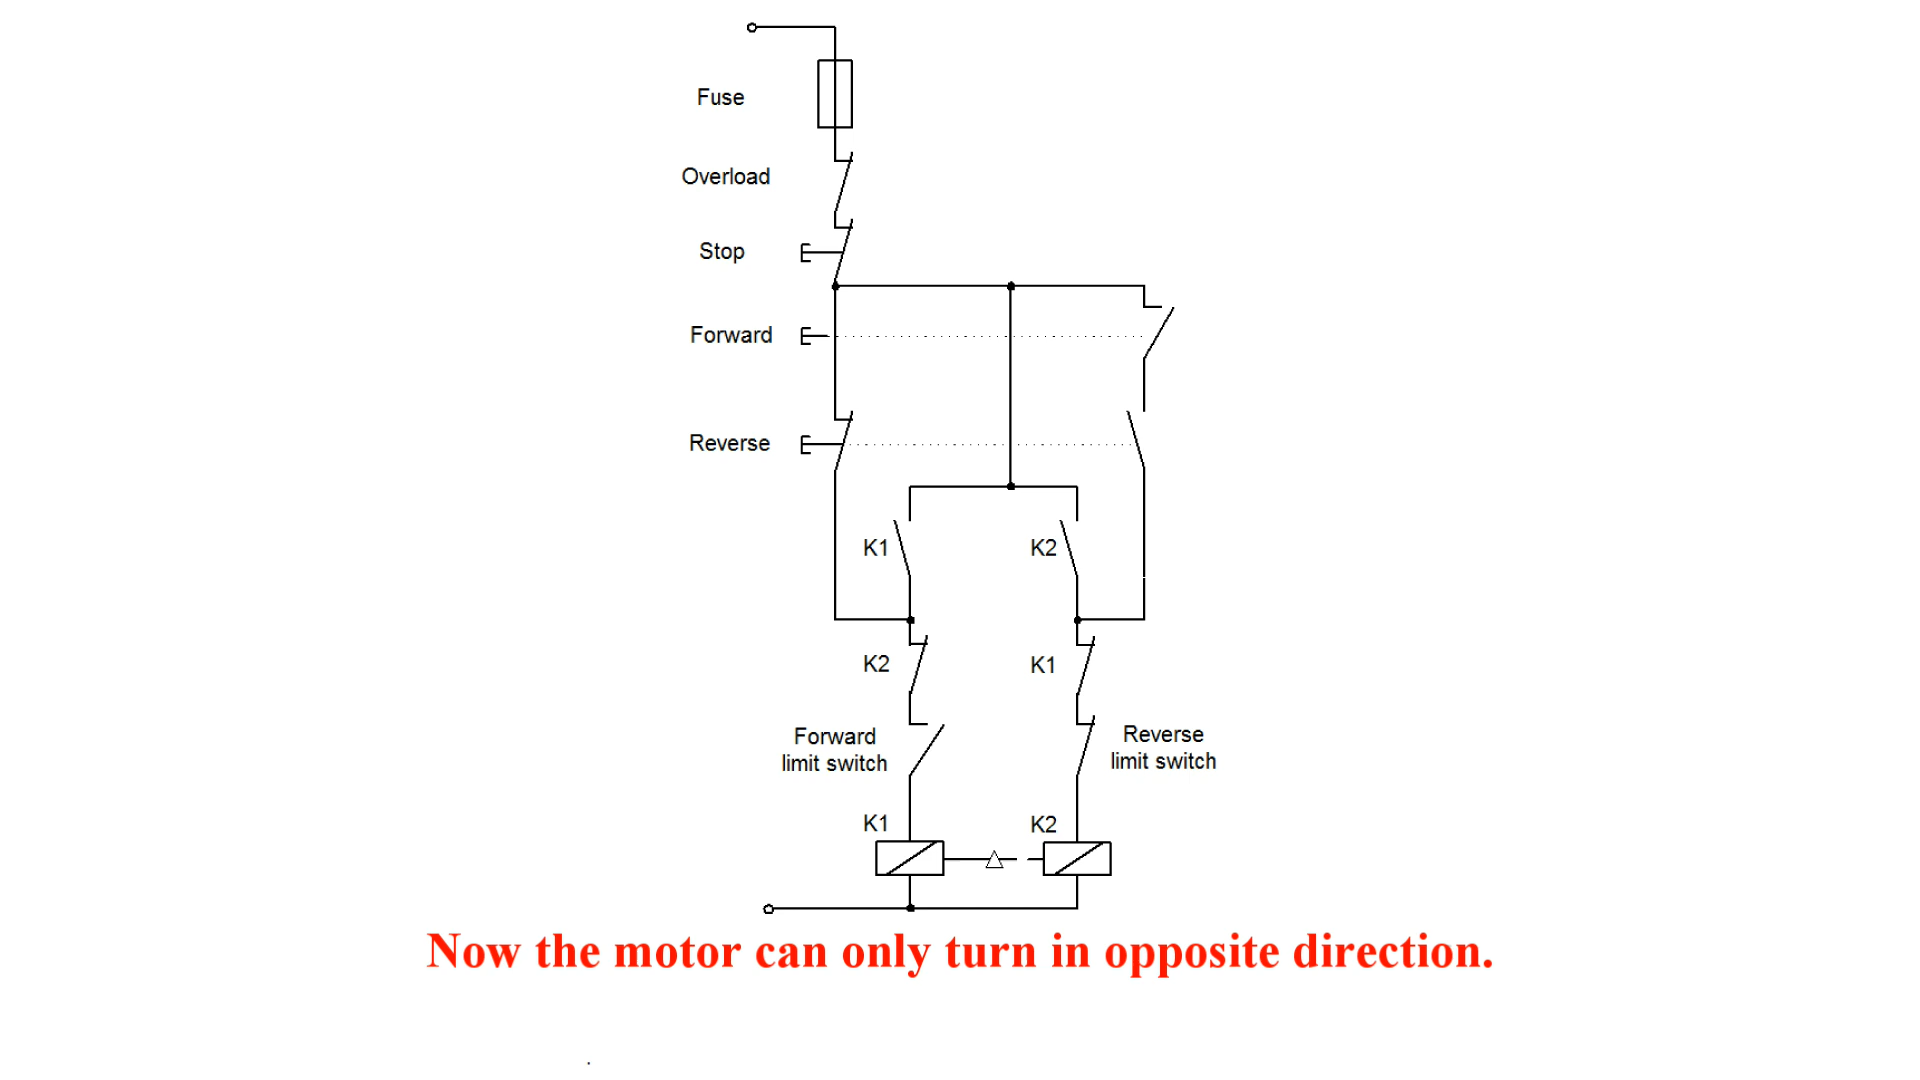 Fuse
Overload
Stop
Forward
Reverse
K1
K2
K2
K1
Forward
limit switch
Reverse
limit switch
K1
K2
Now the motor can only turn in opposite direction.